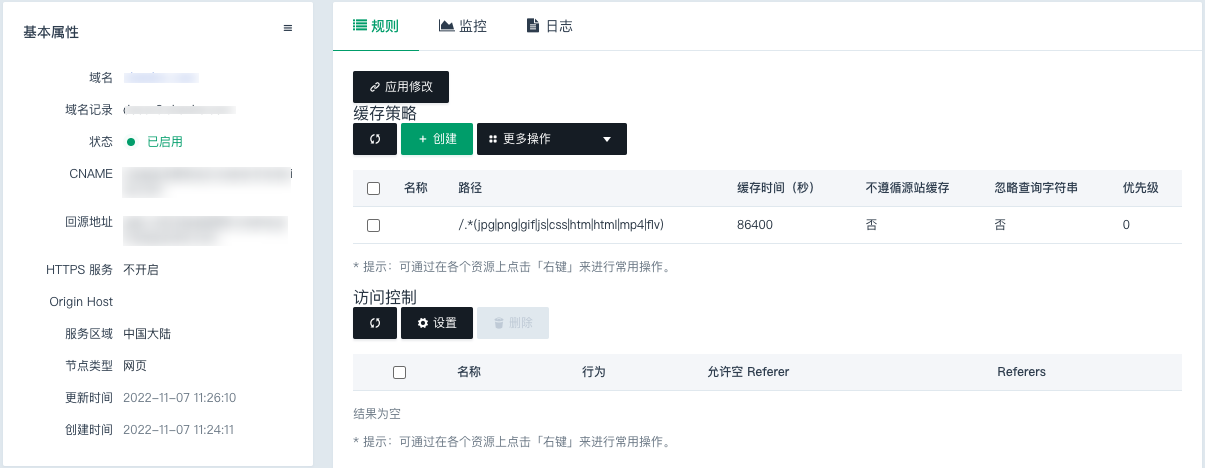 基本属性
域名
域名记录
状态 已启用
CNAME
回源地址
HTTPS 服务 不开启
Origin Host
服务区域 中国大陆
节点类型 网页
更新时间 2022-11-07 11:26:10
创建时间 2022-11-07 11:24:11
规则 监控 日志
应用修改
缓存策略
+ 创建 更多操作
名称 路径 缓存时间（秒） 不遵循源站缓存 忽略查询字符串 优先级
/.*(jpg|png|gif|js|css|htm|html|mp4|flv) 86400 否 否 0
* 提示：可通过在各个资源上点击「右键」来进行常用操作。
访问控制
设置 删除
名称 行为 允许空 Referer Referers
结果为空
* 提示：可通过在各个资源上点击「右键」来进行常用操作。